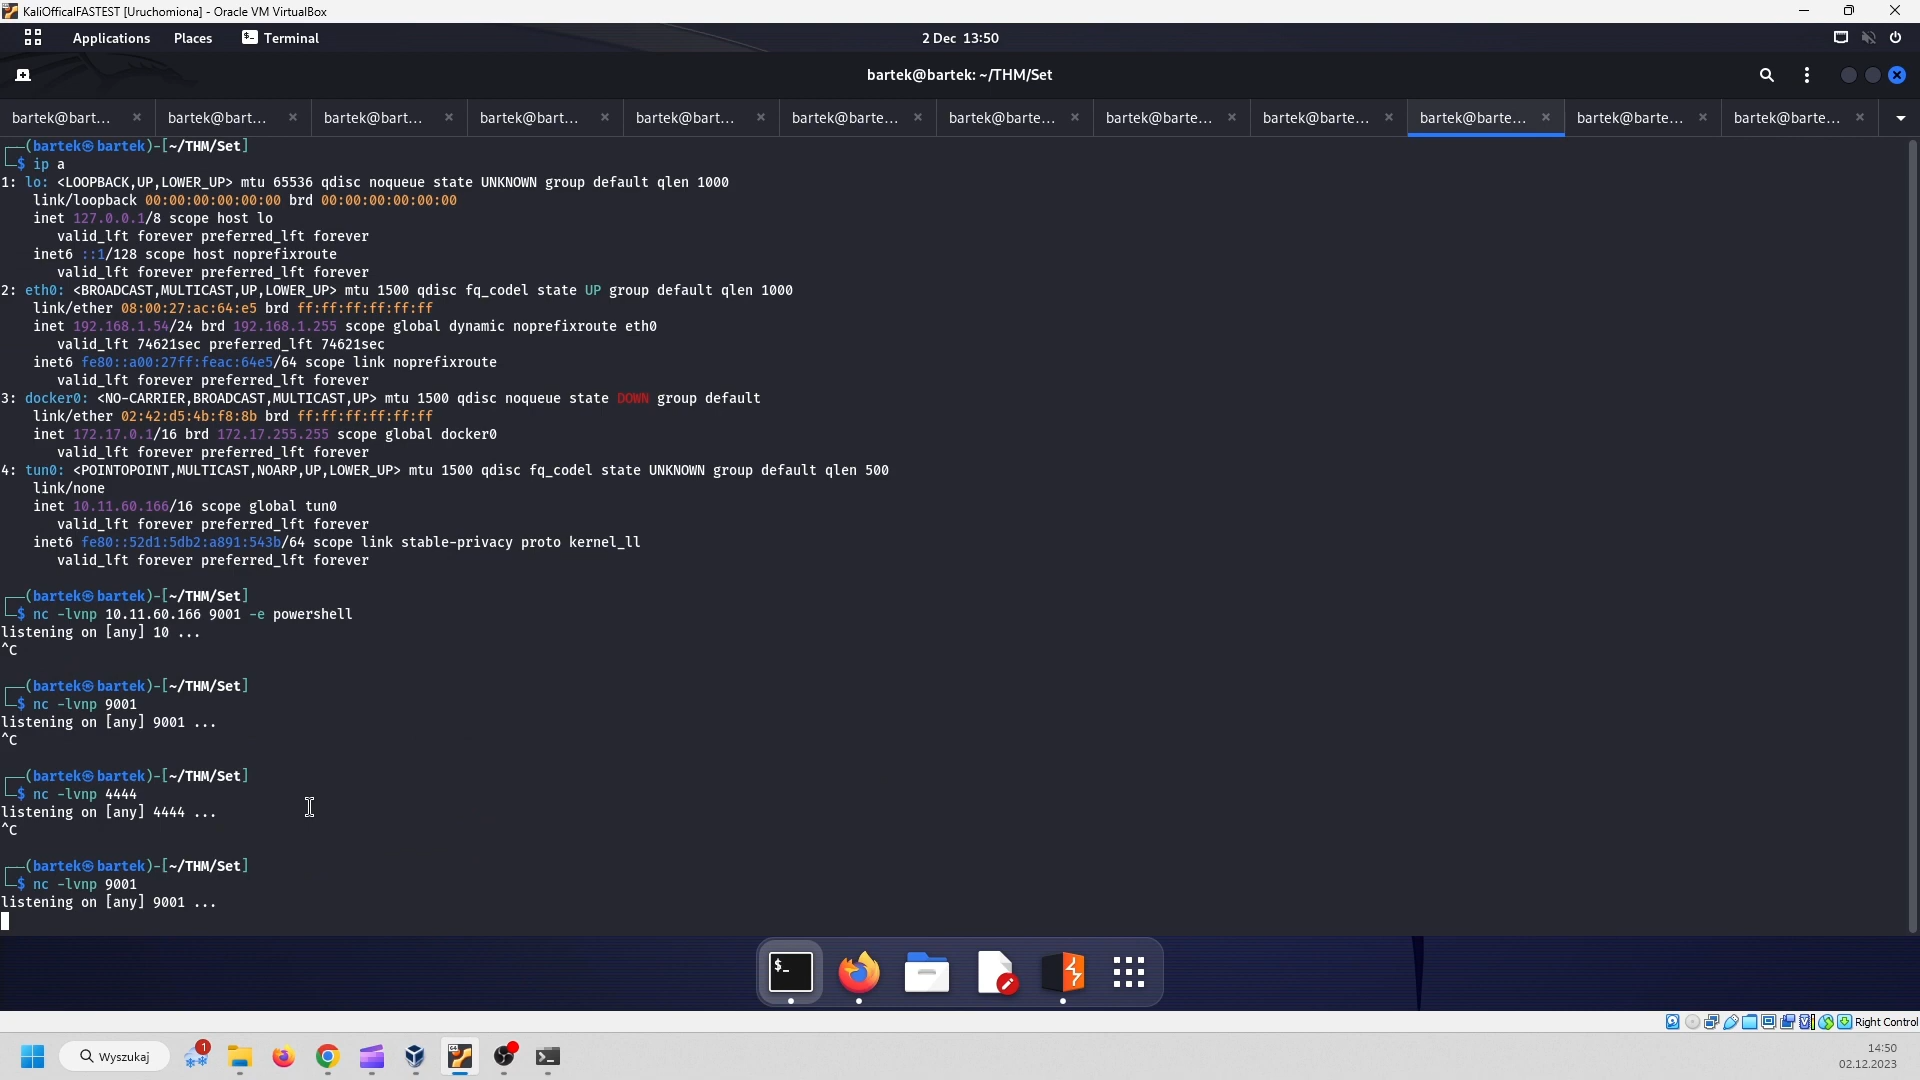 KaliOfficalFASTEST [Uruchomiona] - Oracle VM VirtualBox
Applications Places Terminal 2 Dec 13:50
bartek@bartek: ~/THM/Set
bartek@bart... bartek@bart... bartek@bart... bartek@bart... bartek@bart... bartek@barte... bartek@barte... bartek@barte... bartek@barte... bartek@barte... bartek@barte... bartek@barte...
┌──(bartek㉿bartek)-[~/THM/Set]
└─$ ip a
1: lo: <LOOPBACK,UP,LOWER_UP> mtu 65536 qdisc noqueue state UNKNOWN group default qlen 1000
    link/loopback 00:00:00:00:00:00 brd 00:00:00:00:00:00
    inet 127.0.0.1/8 scope host lo
       valid_lft forever preferred_lft forever
    inet6 ::1/128 scope host noprefixroute
       valid_lft forever preferred_lft forever
2: eth0: <BROADCAST,MULTICAST,UP,LOWER_UP> mtu 1500 qdisc fq_codel state UP group default qlen 1000
    link/ether 08:00:27:ac:64:e5 brd ff:ff:ff:ff:ff:ff
    inet 192.168.1.54/24 brd 192.168.1.255 scope global dynamic noprefixroute eth0
       valid_lft 74621sec preferred_lft 74621sec
    inet6 fe80::a00:27ff:feac:64e5/64 scope link noprefixroute
       valid_lft forever preferred_lft forever
3: docker0: <NO-CARRIER,BROADCAST,MULTICAST,UP> mtu 1500 qdisc noqueue state DOWN group default
    link/ether 02:42:d5:4b:f8:8b brd ff:ff:ff:ff:ff:ff
    inet 172.17.0.1/16 brd 172.17.255.255 scope global docker0
       valid_lft forever preferred_lft forever
4: tun0: <POINTOPOINT,MULTICAST,NOARP,UP,LOWER_UP> mtu 1500 qdisc fq_codel state UNKNOWN group default qlen 500
    link/none
    inet 10.11.60.166/16 scope global tun0
       valid_lft forever preferred_lft forever
    inet6 fe80::52d1:5db2:a891:543b/64 scope link stable-privacy proto kernel_ll
       valid_lft forever preferred_lft forever
┌──(bartek㉿bartek)-[~/THM/Set]
└─$ nc -lvnp 10.11.60.166 9001 -e powershell
listening on [any] 10 ...
^C
┌──(bartek㉿bartek)-[~/THM/Set]
└─$ nc -lvnp 9001
listening on [any] 9001 ...
^C
┌──(bartek㉿bartek)-[~/THM/Set]
└─$ nc -lvnp 4444
listening on [any] 4444 ...
^C
┌──(bartek㉿bartek)-[~/THM/Set]
└─$ nc -lvnp 9001
listening on [any] 9001 ...
$_
Right Control
Wyszukaj 1 64 14:50
02.12.2023